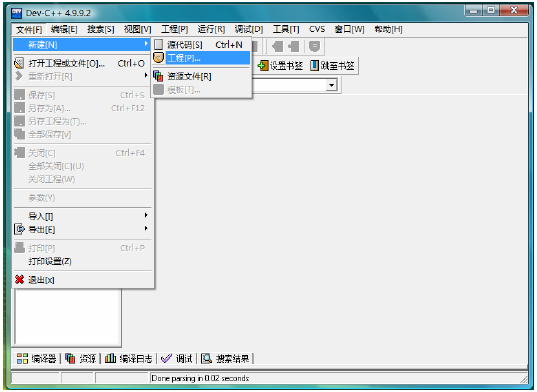 Dev-C++ 4.9.9.2
文件[F] 编辑[E] 搜索[S] 视图[V] 工程[P] 运行[R] 调试[D] 工具[T] CVS 窗口[W] 帮助[H]
新建[N]
源代码[S] Ctrl+N
工程[P]...
资源文件[R]
模板[T]...
设置书签 跳至书签
打开工程或文件[O]... Ctrl+O
重新打开[R]
保存[S] Ctrl+S
另存为[A]... Ctrl+F12
另存工程为(T)...
全部保存[V]
关闭[C] Ctrl+F4
全部关闭[C](U)
关闭工程(W)
参数(Y)
导入[I]
导出[E]
打印[P] Ctrl+P
打印设置(Z)
退出[x]
编译器 资源 编译日志 调试 搜索结果
Done parsing in 0.02 seconds